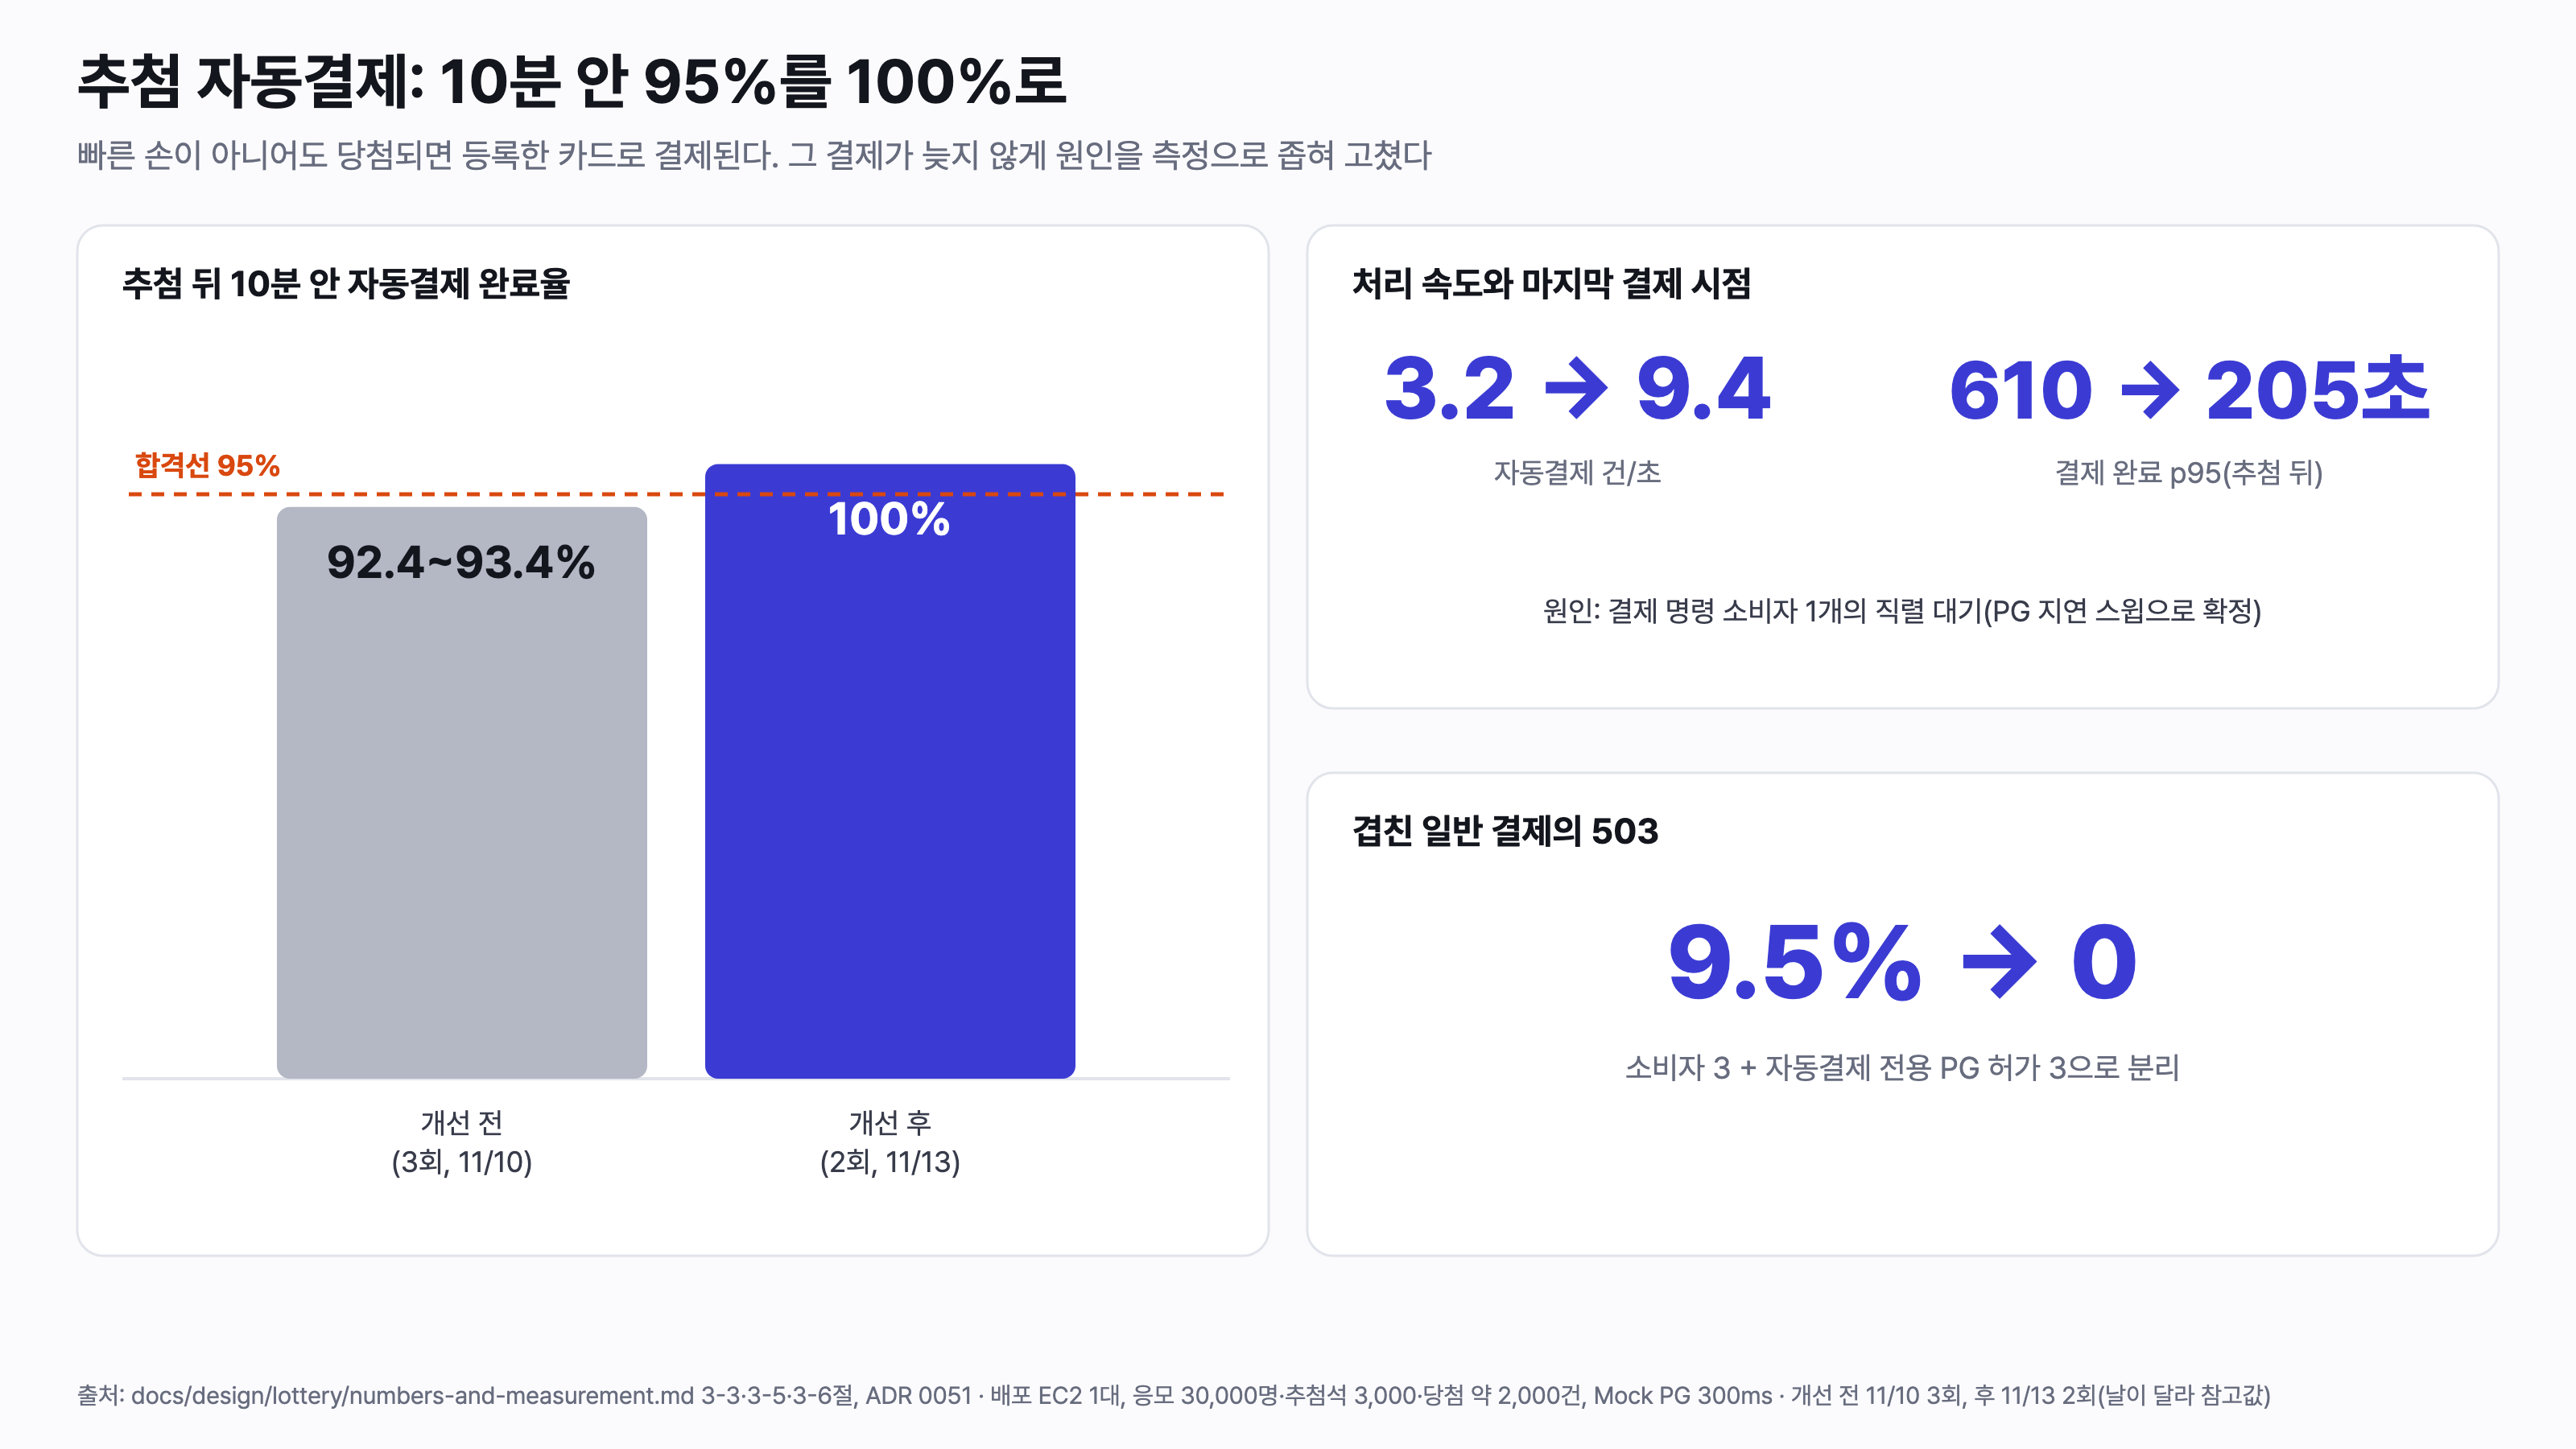 추첨 자동결제: 10분 안 95%를 100%로
빠른 손이 아니어도 당첨되면 등록한 카드로 결제된다. 그 결제가 늦지 않게 원인을 측정으로 좁혀 고쳤다
추첨 뒤 10분 안 자동결제 완료율
합격선 95%
92.4~93.4%
100%
개선 전
(3회, 11/10)
개선 후
(2회, 11/13)
처리 속도와 마지막 결제 시점
3.2 → 9.4
자동결제 건/초
610 → 205초
결제 완료 p95(추첨 뒤)
원인: 결제 명령 소비자 1개의 직렬 대기(PG 지연 스윕으로 확정)
겹친 일반 결제의 503
9.5% → 0
소비자 3 + 자동결제 전용 PG 허가 3으로 분리
출처: docs/design/lottery/numbers-and-measurement.md 3-3·3-5·3-6절, ADR 0051 · 배포 EC2 1대, 응모 30,000명·추첨석 3,000·당첨 약 2,000건, Mock PG 300ms · 개선 전 11/10 3회, 후 11/13 2회(날이 달라 참고값)